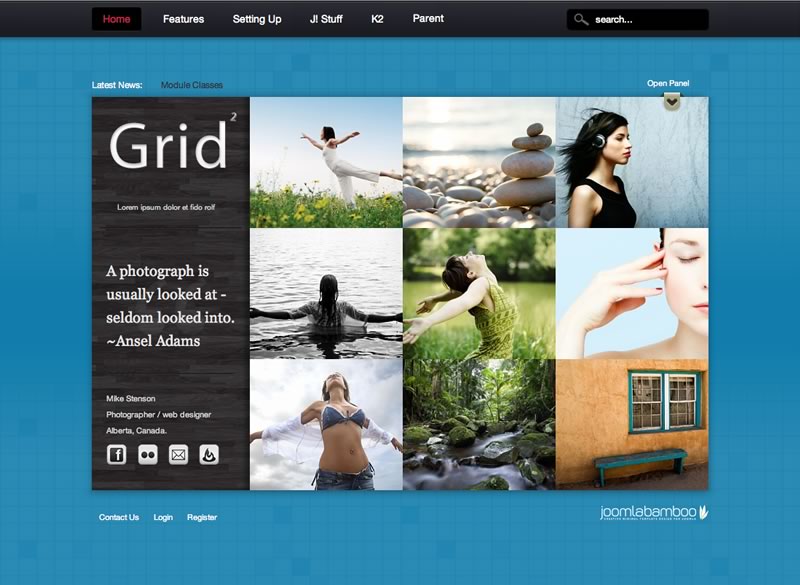 Home Features Setting Up J! Stuff K2 Parent search...
Latest News: Module Classes Open Panel
Grid2
Lorem ipsum dolor et fido rolf
A photograph is
usually looked at -
seldom looked into.
~Ansel Adams
Mike Stenson
Photographer / web designer
Alberta, Canada.
Contact Us Login Register
joomlabamboo